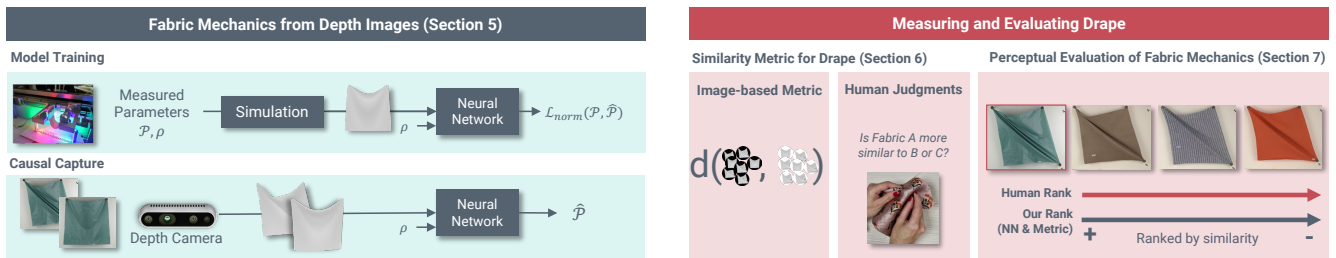 Fabric Mechanics from Depth Images (Section 5)
Model Training
Measured
Parameters
𝒫, ρ
Simulation
ρ
Neural
Network
ℒnorm(𝒫, 𝒫̂)
Causal Capture
Depth Camera
ρ
Neural
Network
𝒫̂
Measuring and Evaluating Drape
Similarity Metric for Drape (Section 6)
Image-based Metric
d( , )
Human Judgments
Is Fabric A more
similar to B or C?
Perceptual Evaluation of Fabric Mechanics (Section 7)
Human Rank
Our Rank
(NN & Metric)
+ Ranked by similarity -